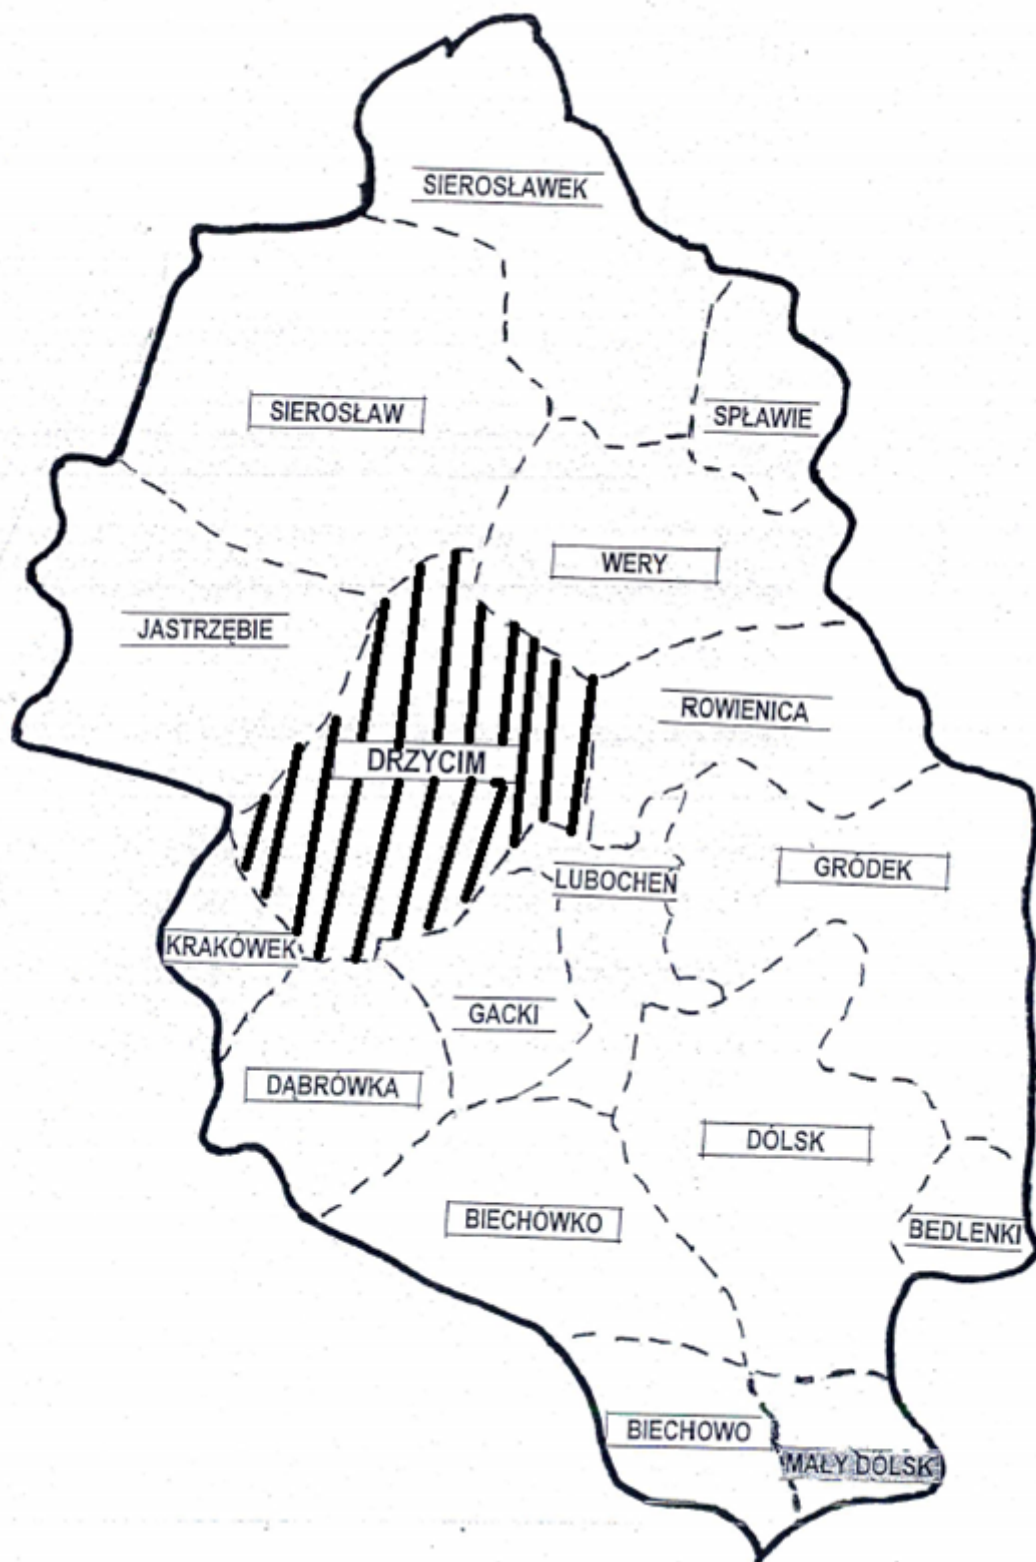 SIEROSŁAWEK
SIEROSŁAW
SPŁAWIE
WERY
JASTRZĘBIE
ROWIENICA
DRZYCIM
GRÓDEK
LUBOCHEŃ
KRAKÓWEK
GACKI
DĄBRÓWKA
DÓLSK
BIECHÓWKO
BEDLENKI
BIECHOWO
MAŁY DÓLSK